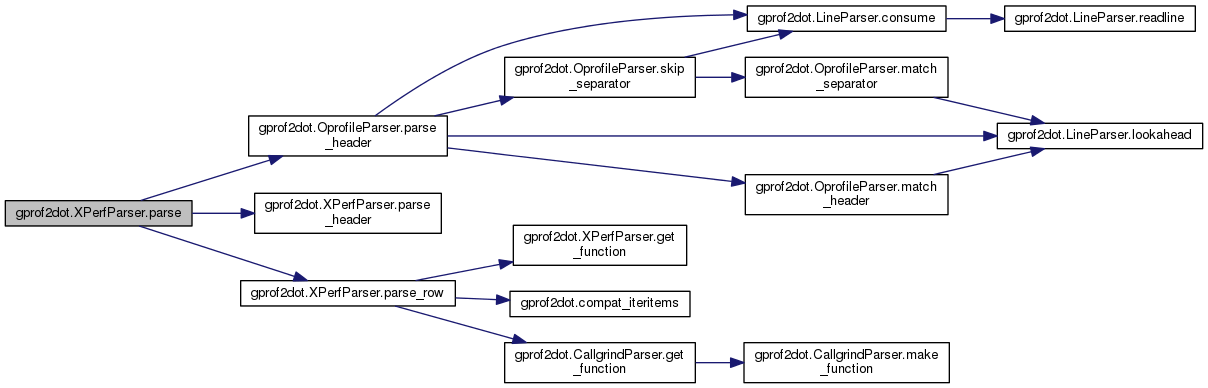 gprof2dot.XPerfParser.parse
gprof2dot.OprofileParser.parse
_header
gprof2dot.XPerfParser.parse
_header
gprof2dot.XPerfParser.parse_row
gprof2dot.OprofileParser.skip
_separator
gprof2dot.XPerfParser.get
_function
gprof2dot.compat_iteritems
gprof2dot.CallgrindParser.get
_function
gprof2dot.LineParser.consume
gprof2dot.OprofileParser.match
_separator
gprof2dot.OprofileParser.match
_header
gprof2dot.CallgrindParser.make
_function
gprof2dot.LineParser.readline
gprof2dot.LineParser.lookahead